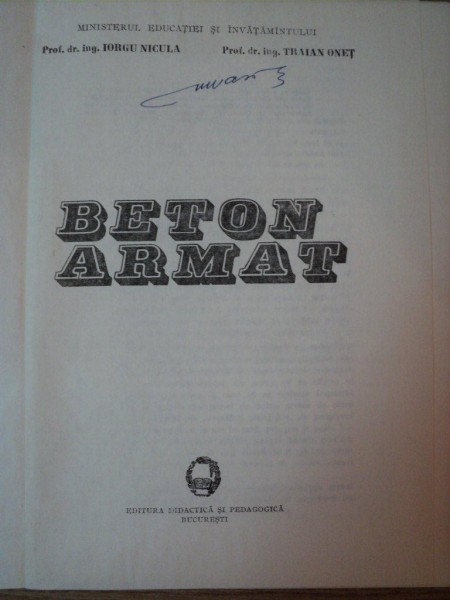 MINISTERUL EDUCAȚIEI ȘI ÎNVĂȚĂMÎNTULUI
Prof. dr. ing. IORGU NICULA Prof. dr. ing. TRAIAN ONEȚ
BETON
ARMAT
EDITURA DIDACTICĂ ȘI PEDAGOGICĂ
BUCUREȘTI